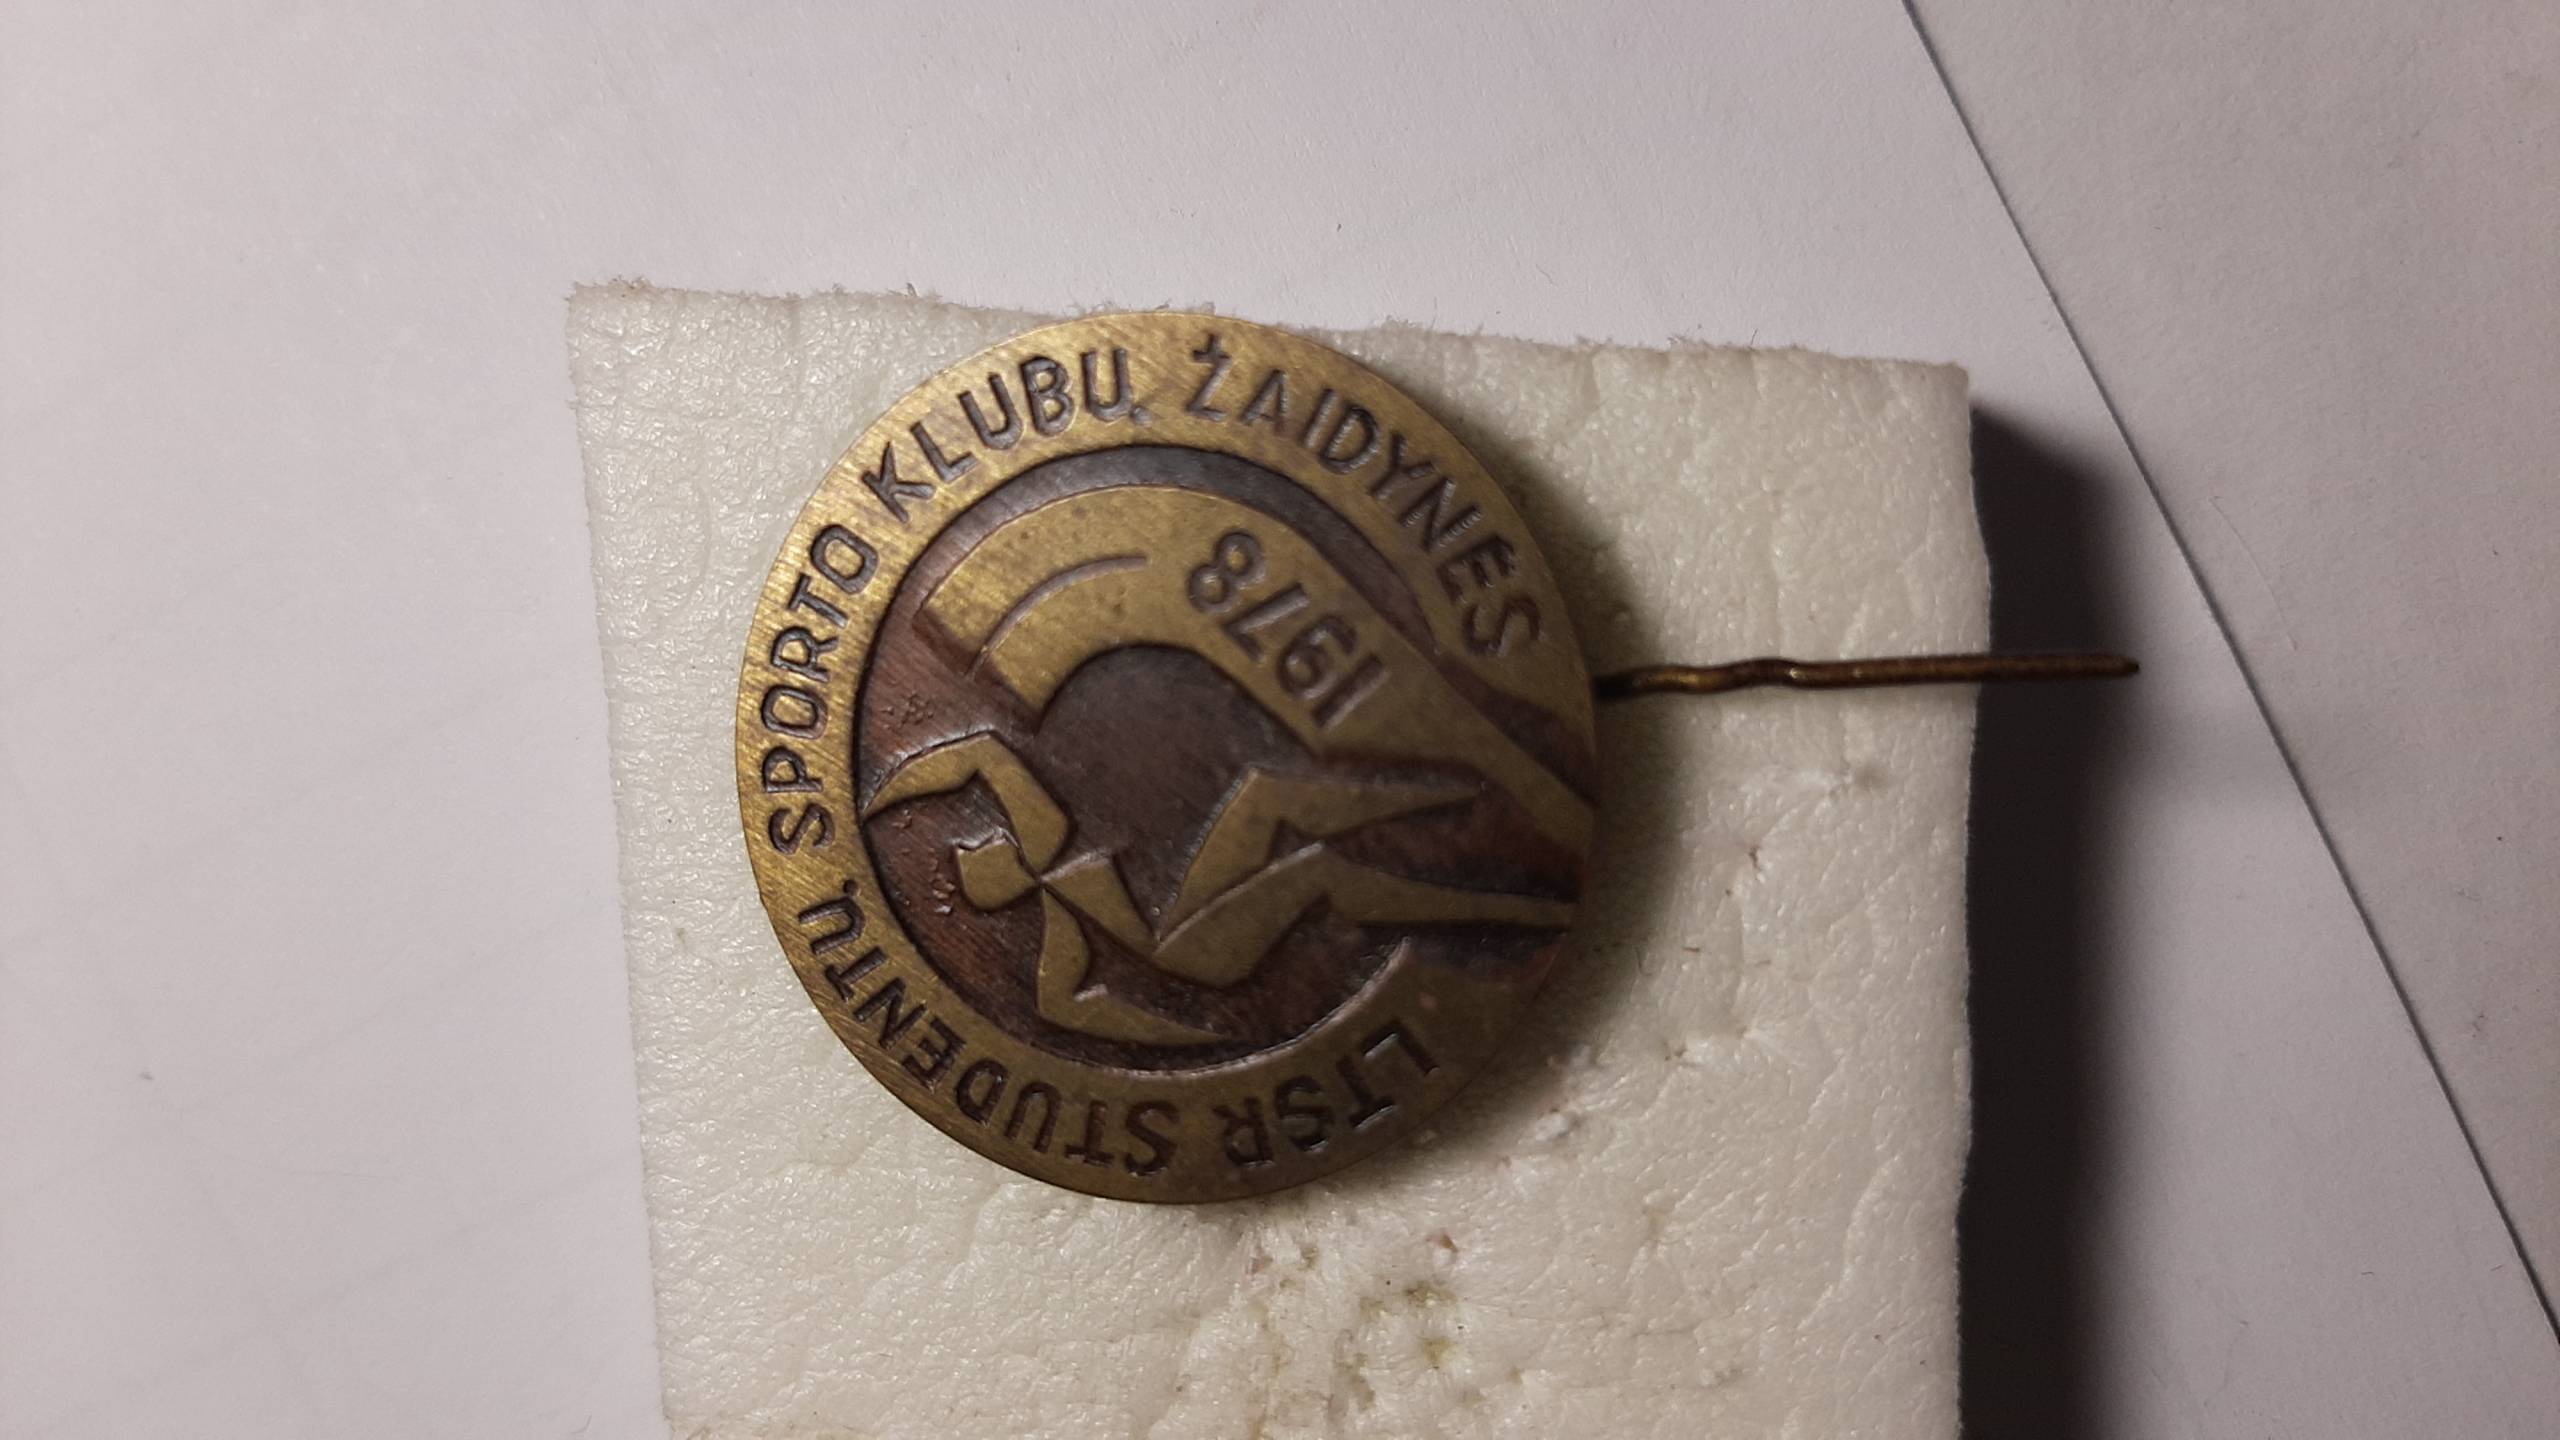 LTSR STUDENTŲ SPORTO KLUBŲ ŽAIDYNĖS
1978